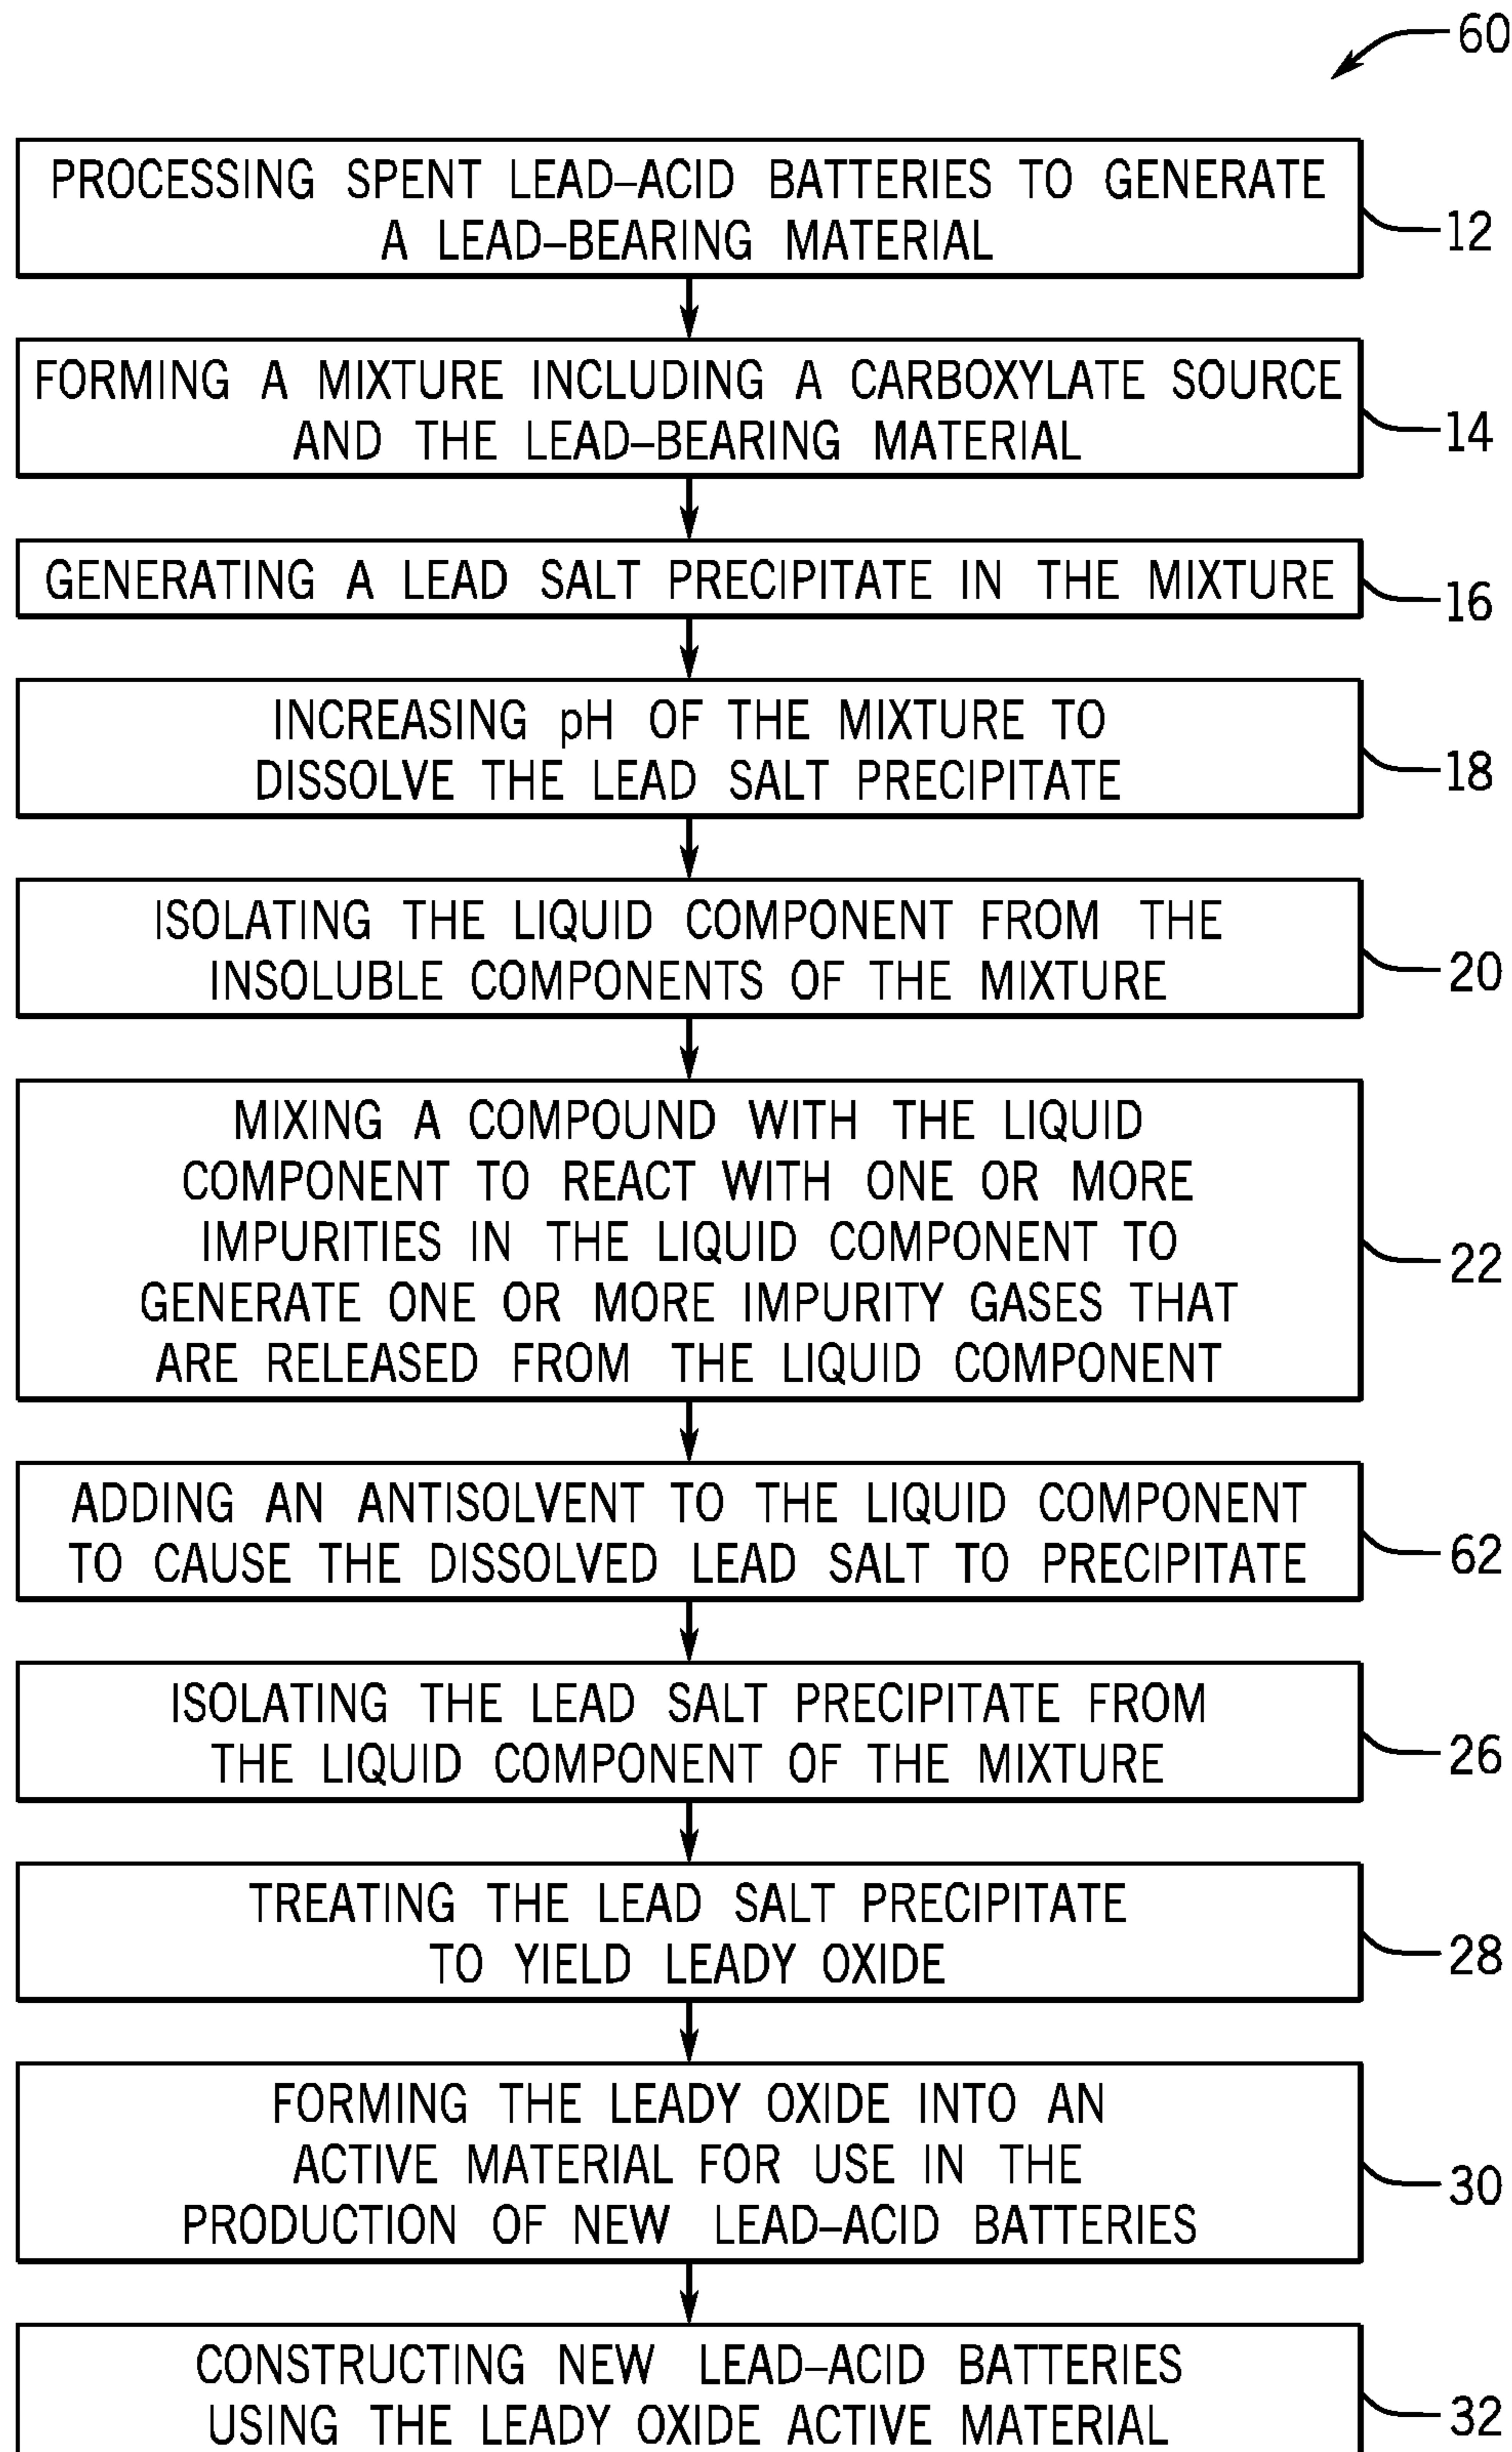 60
PROCESSING SPENT LEAD–ACID BATTERIES TO GENERATE
A LEAD–BEARING MATERIAL
12
FORMING A MIXTURE INCLUDING A CARBOXYLATE SOURCE
AND THE LEAD–BEARING MATERIAL
14
GENERATING A LEAD SALT PRECIPITATE IN THE MIXTURE
16
INCREASING pH OF THE MIXTURE TO
DISSOLVE THE LEAD SALT PRECIPITATE
18
ISOLATING THE LIQUID COMPONENT FROM THE
INSOLUBLE COMPONENTS OF THE MIXTURE
20
MIXING A COMPOUND WITH THE LIQUID
COMPONENT TO REACT WITH ONE OR MORE
IMPURITIES IN THE LIQUID COMPONENT TO
GENERATE ONE OR MORE IMPURITY GASES THAT
ARE RELEASED FROM THE LIQUID COMPONENT
22
ADDING AN ANTISOLVENT TO THE LIQUID COMPONENT
TO CAUSE THE DISSOLVED LEAD SALT TO PRECIPITATE
62
ISOLATING THE LEAD SALT PRECIPITATE FROM
THE LIQUID COMPONENT OF THE MIXTURE
26
TREATING THE LEAD SALT PRECIPITATE
TO YIELD LEADY OXIDE
28
FORMING THE LEADY OXIDE INTO AN
ACTIVE MATERIAL FOR USE IN THE
PRODUCTION OF NEW LEAD–ACID BATTERIES
30
CONSTRUCTING NEW LEAD–ACID BATTERIES
USING THE LEADY OXIDE ACTIVE MATERIAL
32